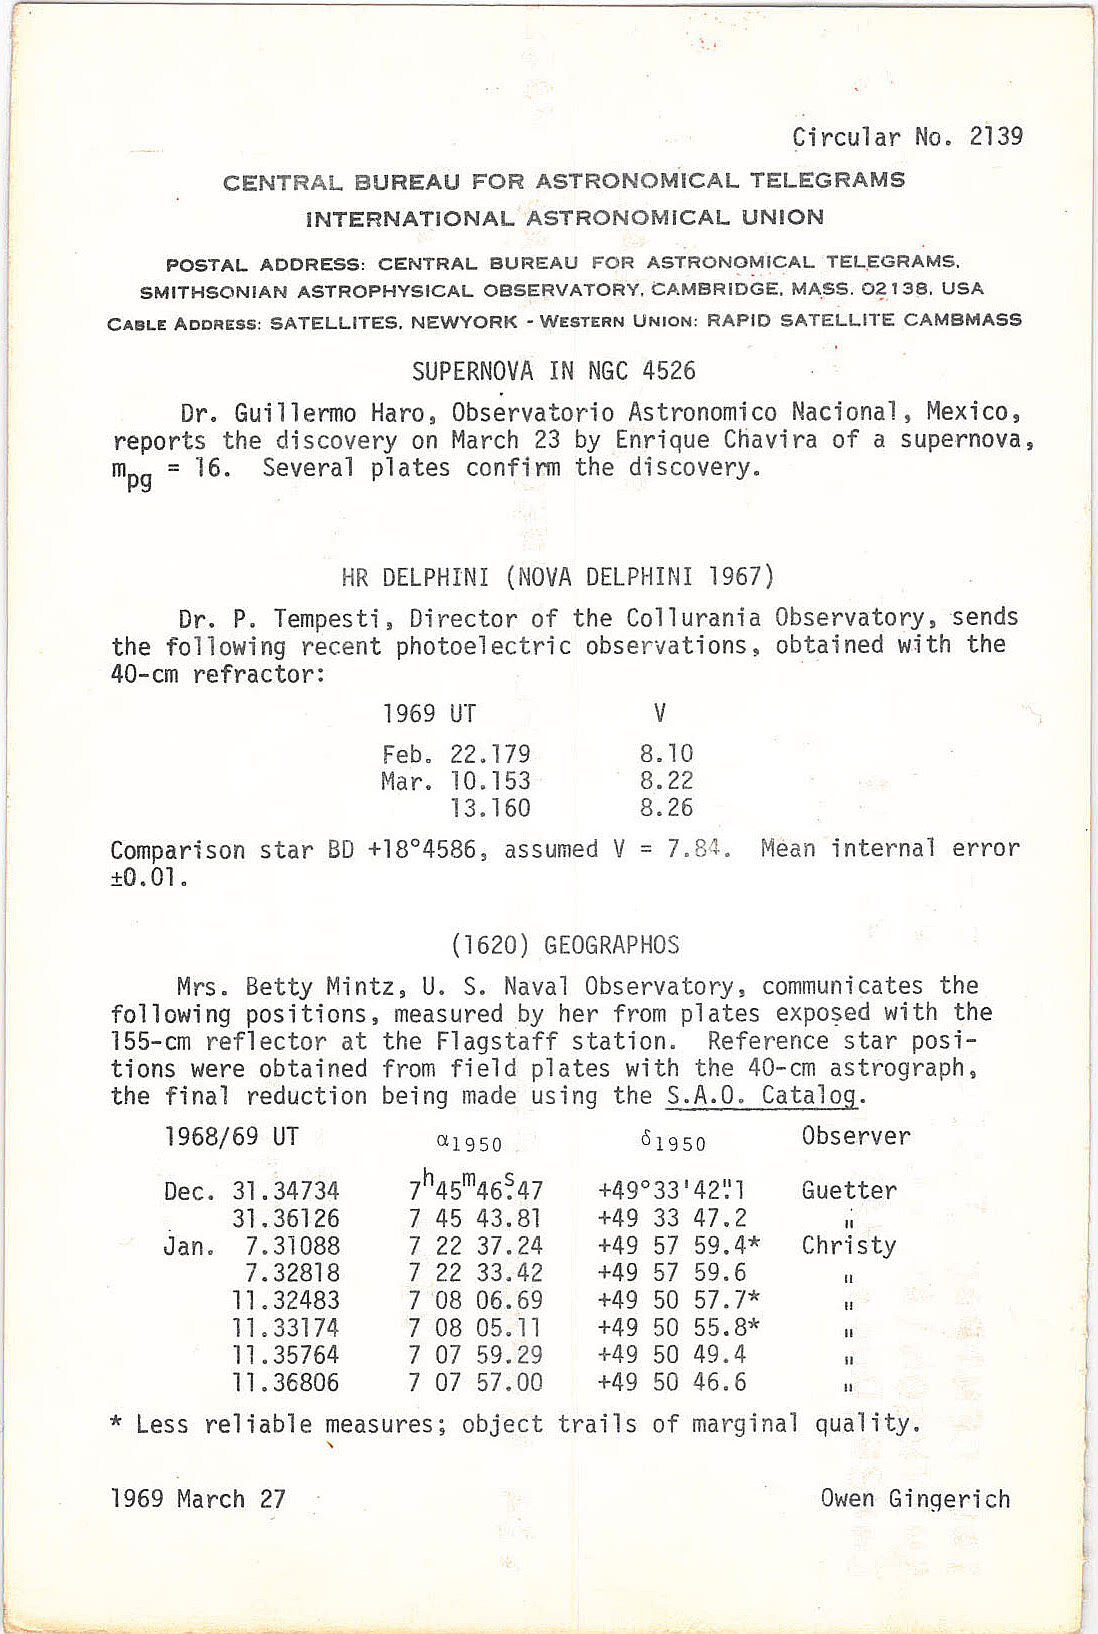 Circular No. 2139
CENTRAL BUREAU FOR ASTRONOMICAL TELEGRAMS
INTERNATIONAL ASTRONOMICAL UNION
POSTAL ADDRESS: CENTRAL BUREAU FOR ASTRONOMICAL TELEGRAMS,
SMITHSONIAN ASTROPHYSICAL OBSERVATORY, CAMBRIDGE, MASS. 02138, USA
CABLE ADDRESS: SATELLITES, NEWYORK - WESTERN UNION: RAPID SATELLITE CAMBMASS
SUPERNOVA IN NGC 4526
Dr. Guillermo Haro, Observatorio Astronomico Nacional, Mexico,
reports the discovery on March 23 by Enrique Chavira of a supernova,
mpg = 16. Several plates confirm the discovery.
HR DELPHINI (NOVA DELPHINI 1967)
Dr. P. Tempesti, Director of the Collurania Observatory, sends
the following recent photoelectric observations, obtained with the
40-cm refractor:
1969 UT V
Feb. 22.179 8.10
Mar. 10.153 8.22
13.160 8.26
Comparison star BD +18°4586, assumed V = 7.84. Mean internal error
±0.01.
(1620) GEOGRAPHOS
Mrs. Betty Mintz, U. S. Naval Observatory, communicates the
following positions, measured by her from plates exposed with the
155-cm reflector at the Flagstaff station. Reference star posi-
tions were obtained from field plates with the 40-cm astrograph,
the final reduction being made using the S.A.O. Catalog.
1968/69 UT α1950 δ1950 Observer
Dec. 31.34734 7h45m46s.47 +49°33'42".1 Guetter
31.36126 7 45 43.81 +49 33 47.2 "
Jan. 7.31088 7 22 37.24 +49 57 59.4* Christy
7.32818 7 22 33.42 +49 57 59.6 "
11.32483 7 08 06.69 +49 50 57.7* "
11.33174 7 08 05.11 +49 50 55.8* "
11.35764 7 07 59.29 +49 50 49.4 "
11.36806 7 07 57.00 +49 50 46.6 "
* Less reliable measures; object trails of marginal quality.
1969 March 27 Owen Gingerich